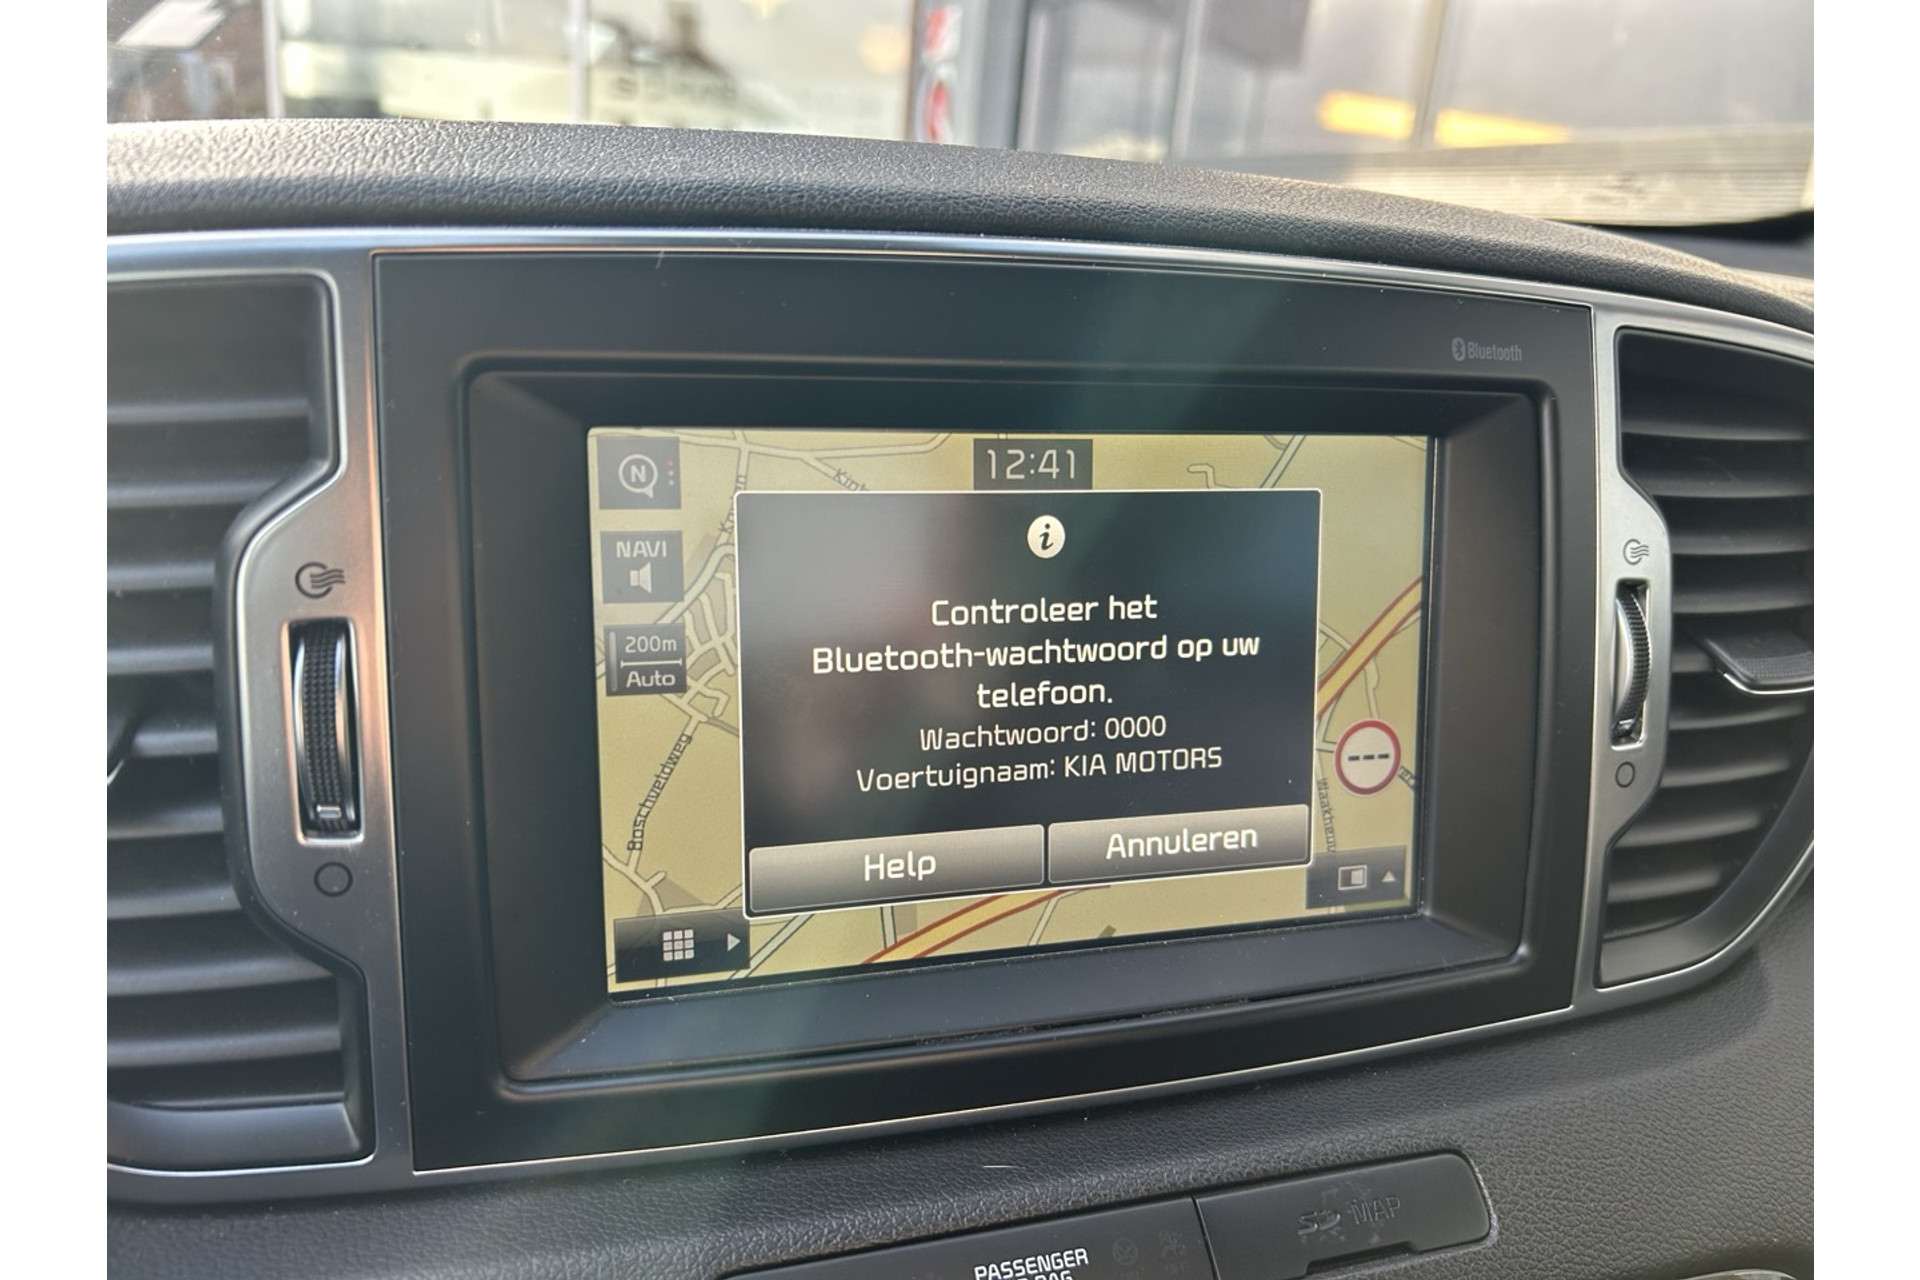 Bluetooth
12:41
N
NAVI
200m
Auto
i
Controleer het
Bluetooth-wachtwoord op uw
telefoon.
Wachtwoord: 0000
Voertuignaam: KIA MOTORS
Help
Annuleren
Boschveldweg
---
SD MAP
PASSENGER